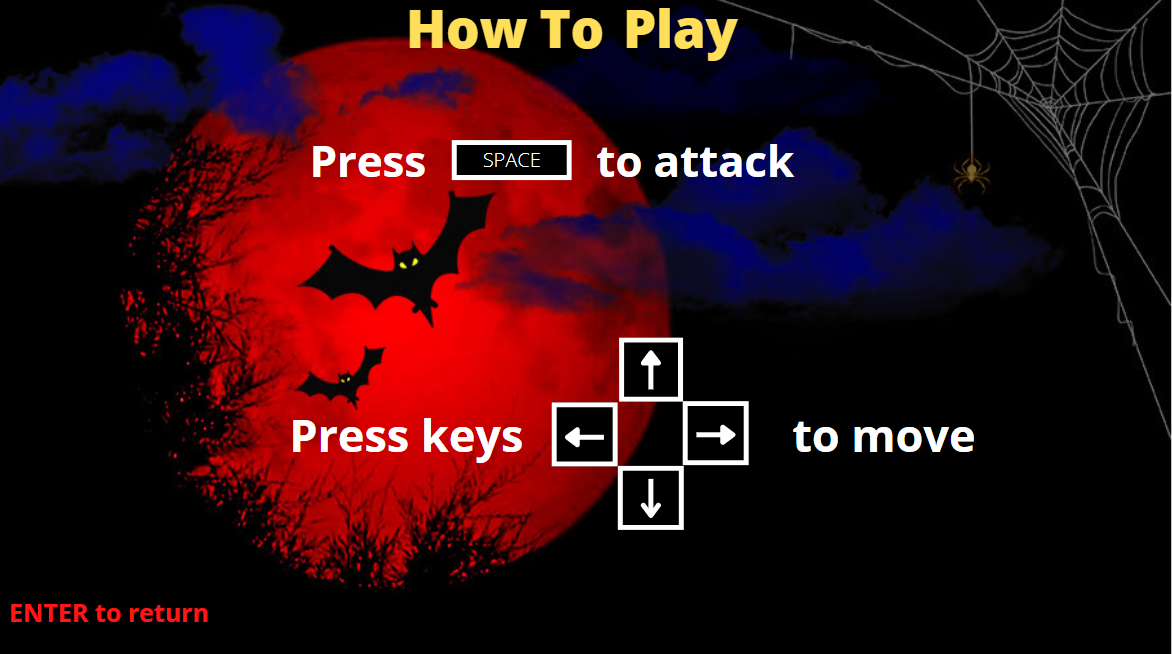 How To Play
Press SPACE to attack
Press keys ← ↑ ↓ → to move
ENTER to return